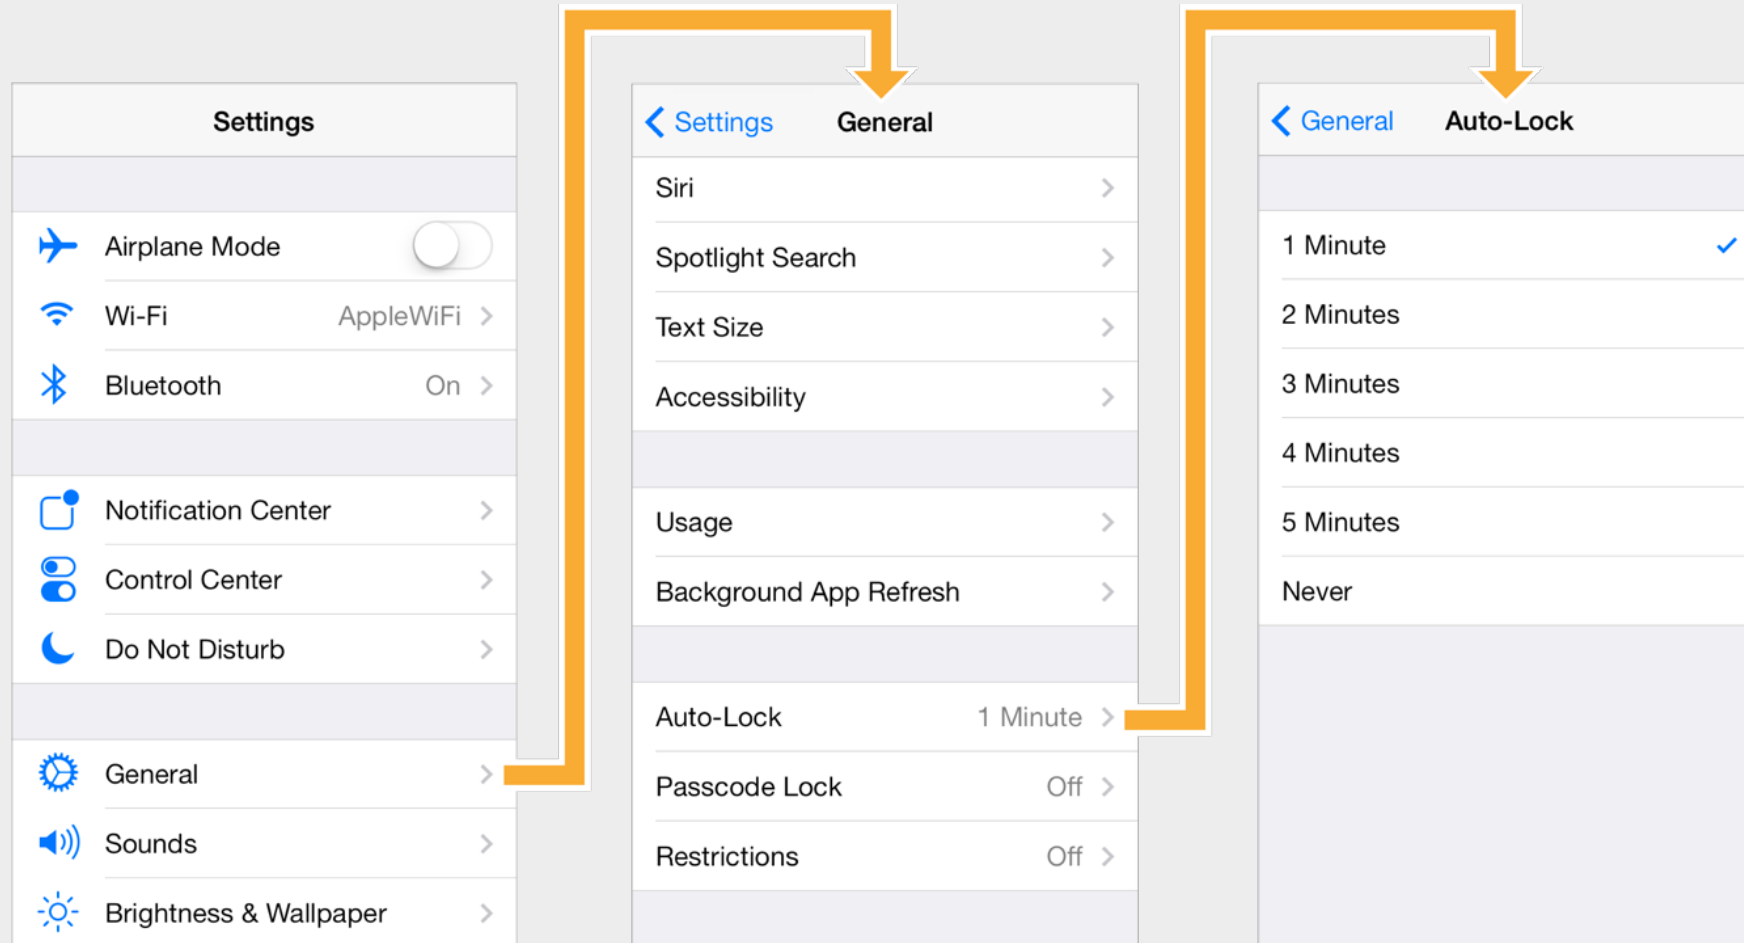 Settings
Airplane Mode
Wi-Fi AppleWiFi
Bluetooth On
Notification Center
Control Center
Do Not Disturb
General
Sounds
Brightness & Wallpaper
Settings General
Siri
Spotlight Search
Text Size
Accessibility
Usage
Background App Refresh
Auto-Lock 1 Minute
Passcode Lock Off
Restrictions Off
General Auto-Lock
1 Minute
2 Minutes
3 Minutes
4 Minutes
5 Minutes
Never